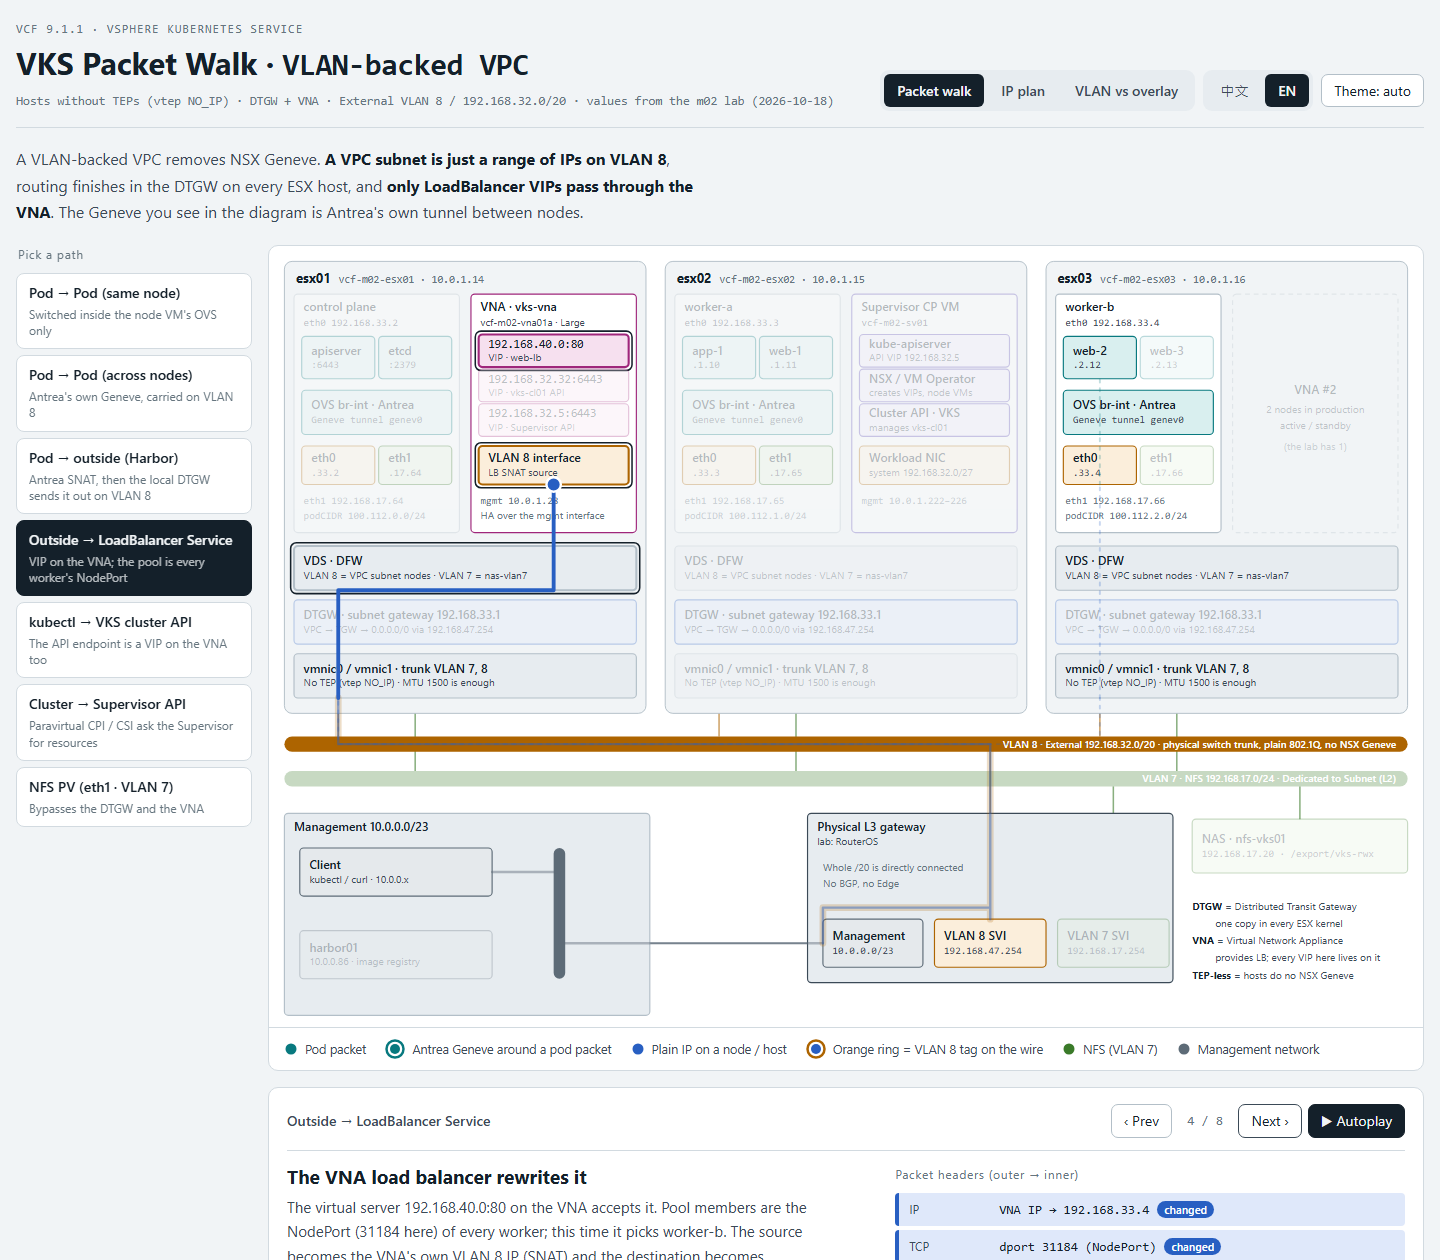 VCF 9.1.1 · VSPHERE KUBERNETES SERVICE
VKS Packet Walk · VLAN-backed VPC
Hosts without TEPs (vtep NO_IP) · DTGW + VNA · External VLAN 8 / 192.168.32.0/20 · values from the m02 lab (2026-10-18)
Packet walk
IP plan
VLAN vs overlay
中文
EN
Theme: auto
A VLAN-backed VPC removes NSX Geneve. A VPC subnet is just a range of IPs on VLAN 8,
routing finishes in the DTGW on every ESX host, and only LoadBalancer VIPs pass through the
VNA. The Geneve you see in the diagram is Antrea's own tunnel between nodes.
Pick a path
Pod → Pod (same node)
Switched inside the node VM's OVS
only
Pod → Pod (across nodes)
Antrea's own Geneve, carried on VLAN
8
Pod → outside (Harbor)
Antrea SNAT, then the local DTGW
sends it out on VLAN 8
Outside → LoadBalancer Service
VIP on the VNA; the pool is every
worker's NodePort
kubectl → VKS cluster API
The API endpoint is a VIP on the VNA
too
Cluster → Supervisor API
Paravirtual CPI / CSI ask the Supervisor
for resources
NFS PV (eth1 · VLAN 7)
Bypasses the DTGW and the VNA
esx01 vcf-m02-esx01 · 10.0.1.14
control plane
eth0 192.168.33.2
apiserver
:6443
etcd
:2379
OVS br-int · Antrea
Geneve tunnel genev0
eth0
.33.2
eth1
.17.64
eth1 192.168.17.64
podCIDR 100.112.0.0/24
VNA · vks-vna
vcf-m02-vna01a · Large
192.168.40.0:80
VIP · web-lb
192.168.32.32:6443
VIP · vks-cl01 API
192.168.32.5:6443
VIP · Supervisor API
VLAN 8 interface
LB SNAT source
HA over the mgmt interface
VDS · DFW
VLAN 8 = VPC subnet nodes · VLAN 7 = nas-vlan7
DTGW · subnet gateway 192.168.33.1
VPC → TGW → 0.0.0.0/0 via 192.168.47.254
vmnic0 / vmnic1 · trunk VLAN 7, 8
No TEP (vtep NO_IP) · MTU 1500 is enough
esx02 vcf-m02-esx02 · 10.0.1.15
worker-a
eth0 192.168.33.3
app-1
.1.10
web-1
.1.11
OVS br-int · Antrea
Geneve tunnel genev0
eth0
.33.3
eth1
.17.65
eth1 192.168.17.65
podCIDR 100.112.1.0/24
Supervisor CP VM
vcf-m02-sv01
kube-apiserver
API VIP 192.168.32.5
NSX / VM Operator
creates VIPs, node VMs
Cluster API · VKS
manages vks-cl01
Workload NIC
system 192.168.32.0/27
mgmt 10.0.1.222-226
VDS · DFW
VLAN 8 = VPC subnet nodes · VLAN 7 = nas-vlan7
DTGW · subnet gateway 192.168.33.1
VPC → TGW → 0.0.0.0/0 via 192.168.47.254
vmnic0 / vmnic1 · trunk VLAN 7, 8
No TEP (vtep NO_IP) · MTU 1500 is enough
esx03 vcf-m02-esx03 · 10.0.1.16
worker-b
eth0 192.168.33.4
web-2
.2.12
web-3
.2.13
OVS br-int · Antrea
Geneve tunnel genev0
eth0
.33.4
eth1
.17.66
eth1 192.168.17.66
podCIDR 100.112.2.0/24
VNA #2
2 nodes in production
active / standby
(the lab has 1)
VDS · DFW
VLAN 8 = VPC subnet nodes · VLAN 7 = nas-vlan7
DTGW · subnet gateway 192.168.33.1
VPC → TGW → 0.0.0.0/0 via 192.168.47.254
vmnic0 / vmnic1 · trunk VLAN 7, 8
No TEP (vtep NO_IP) · MTU 1500 is enough
VLAN 8 · External 192.168.32.0/20 · physical switch trunk, plain 802.1Q, no NSX Geneve
VLAN 7 · NFS 192.168.17.0/24 · Dedicated to Subnet (L2)
Management 10.0.0.0/23
Client
kubectl / curl · 10.0.0.x
harbor01
10.0.0.86 · image registry
Physical L3 gateway
lab: RouterOS
Whole /20 is directly connected
No BGP, no Edge
Management
10.0.0.0/23
VLAN 8 SVI
192.168.47.254
VLAN 7 SVI
192.168.17.254
NAS · nfs-vks01
192.168.17.20 · /export/vks-rwx
DTGW = Distributed Transit Gateway
one copy in every ESX kernel
VNA = Virtual Network Appliance
provides LB; every VIP here lives on it
TEP-less = hosts do no NSX Geneve
Pod packet
Antrea Geneve around a pod packet
Plain IP on a node / host
Orange ring = VLAN 8 tag on the wire
NFS (VLAN 7)
Management network
Outside → LoadBalancer Service
‹ Prev
4 / 8
Next ›
▶ Autoplay
The VNA load balancer rewrites it
The virtual server 192.168.40.0:80 on the VNA accepts it. Pool members are the
NodePort (31184 here) of every worker; this time it picks worker-b. The source
becomes the VNA's own VLAN 8 IP (SNAT) and the destination becomes
Packet headers (outer → inner)
IP VNA IP → 192.168.33.4 changed
TCP dport 31184 (NodePort) changed